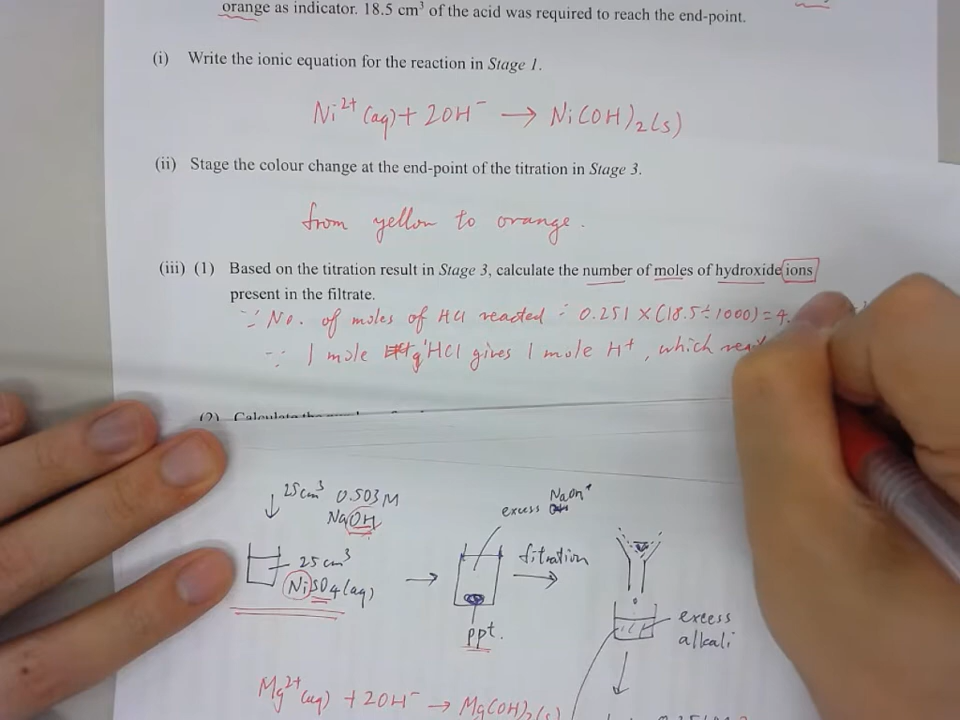 orange as indicator. 18.5 cm³ of the acid was required to reach the end-point.
(i) Write the ionic equation for the reaction in Stage 1.
Ni²⁺(aq) + 2OH⁻ → Ni(OH)₂(s)
(ii) Stage the colour change at the end-point of the titration in Stage 3.
from yellow to orange.
(iii) (1) Based on the titration result in Stage 3, calculate the number of moles of hydroxide ions
present in the filtrate.
∵ No. of moles of HCl reacted : 0.251 × (18.5÷1000) = 4.
∵ 1 mole HCl gives 1 mole H⁺, which
(2) Calculate the
↓ 25cm³ 0.503M
NaOH
excess NaOH
25 cm³
NiSO₄(aq)
→
filtration
→
ppt.
excess
alkali
Mg²⁺(aq) + 2OH⁻ → Mg(OH)₂(s)